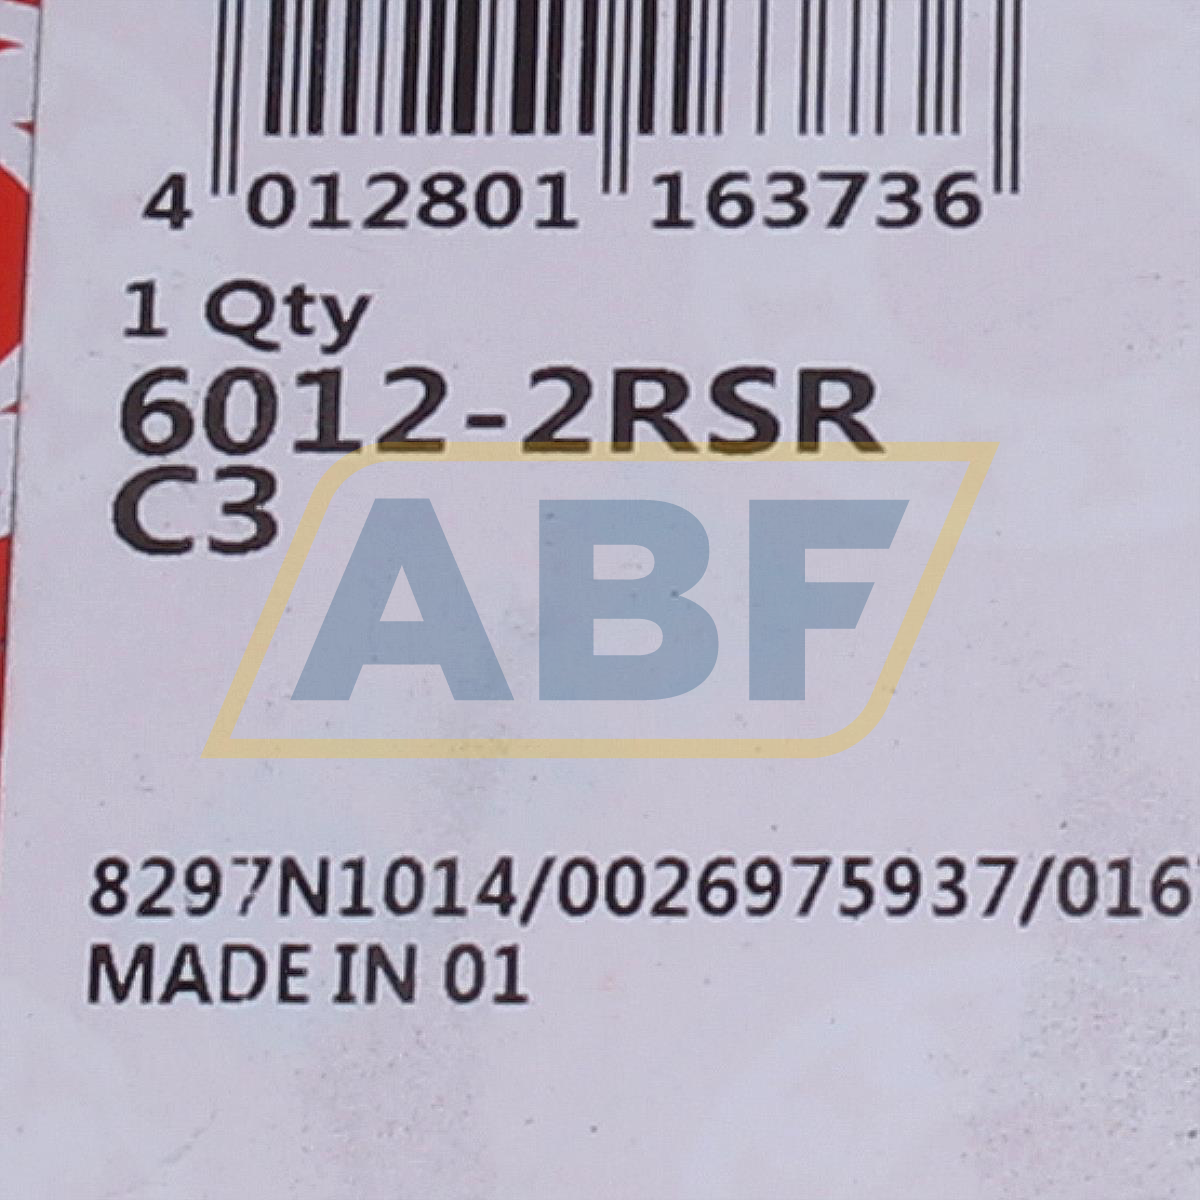 4 012801 163736
1 Qty
6012-2RSR
C3
ABF
8297N1014/0026975937/016
MADE IN 01